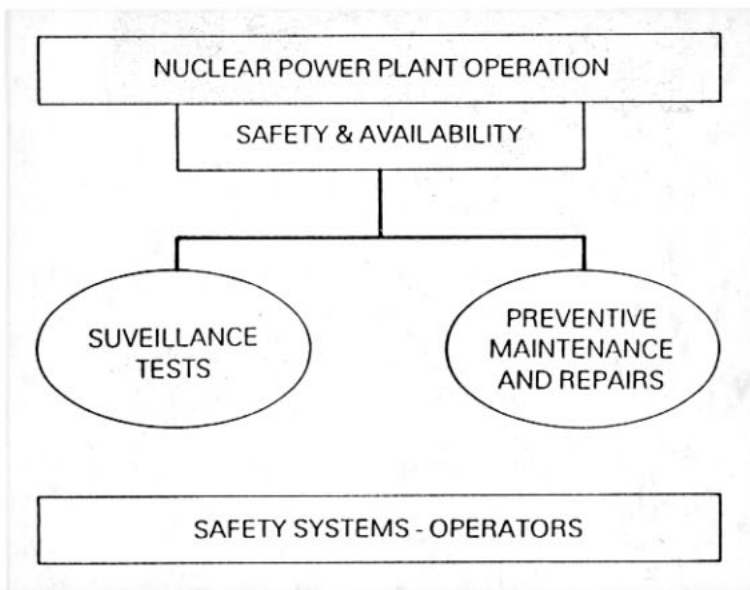 NUCLEAR POWER PLANT OPERATION
SAFETY & AVAILABILITY
SUVEILLANCE
TESTS
PREVENTIVE
MAINTENANCE
AND REPAIRS
SAFETY SYSTEMS - OPERATORS